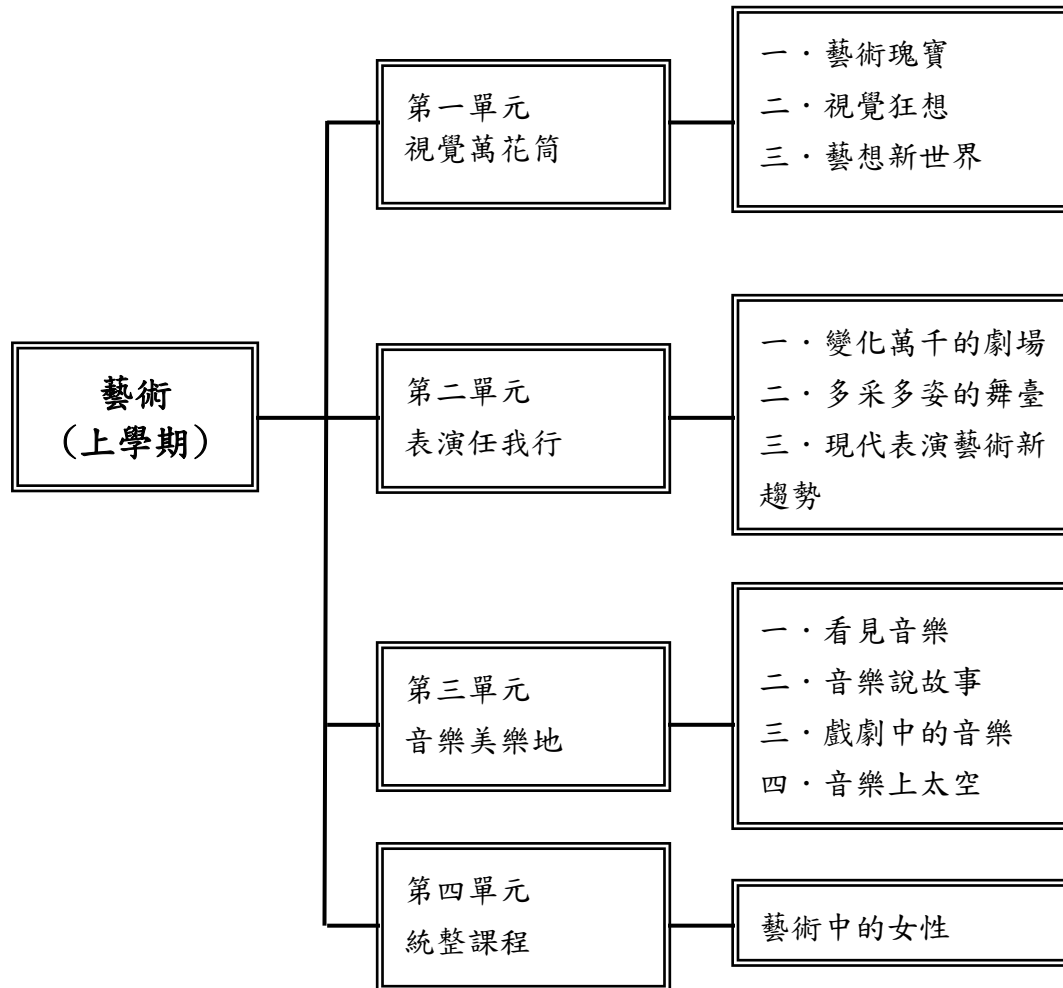 藝術
(上學期)
第一單元
視覺萬花筒
一．藝術瑰寶
二．視覺狂想
三．藝想新世界
第二單元
表演任我行
一．變化萬千的劇場
二．多采多姿的舞臺
三．現代表演藝術新
趨勢
第三單元
音樂美樂地
一．看見音樂
二．音樂說故事
三．戲劇中的音樂
四．音樂上太空
第四單元
統整課程
藝術中的女性